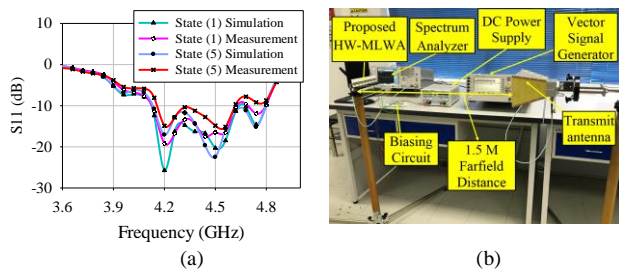 10
0
-10
-20
-30
S11 (dB)
State (1) Simulation
State (1) Measurement
State (5) Simulation
State (5) Measurement
3.6 3.9 4.2 4.5 4.8
Frequency (GHz)
(a)
Proposed
HW-MLWA
Spectrum
Analyzer
DC Power
Supply
Vector
Signal
Generator
Biasing
Circuit
1.5 M
Farfield
Distance
Transmit
antenna
(b)